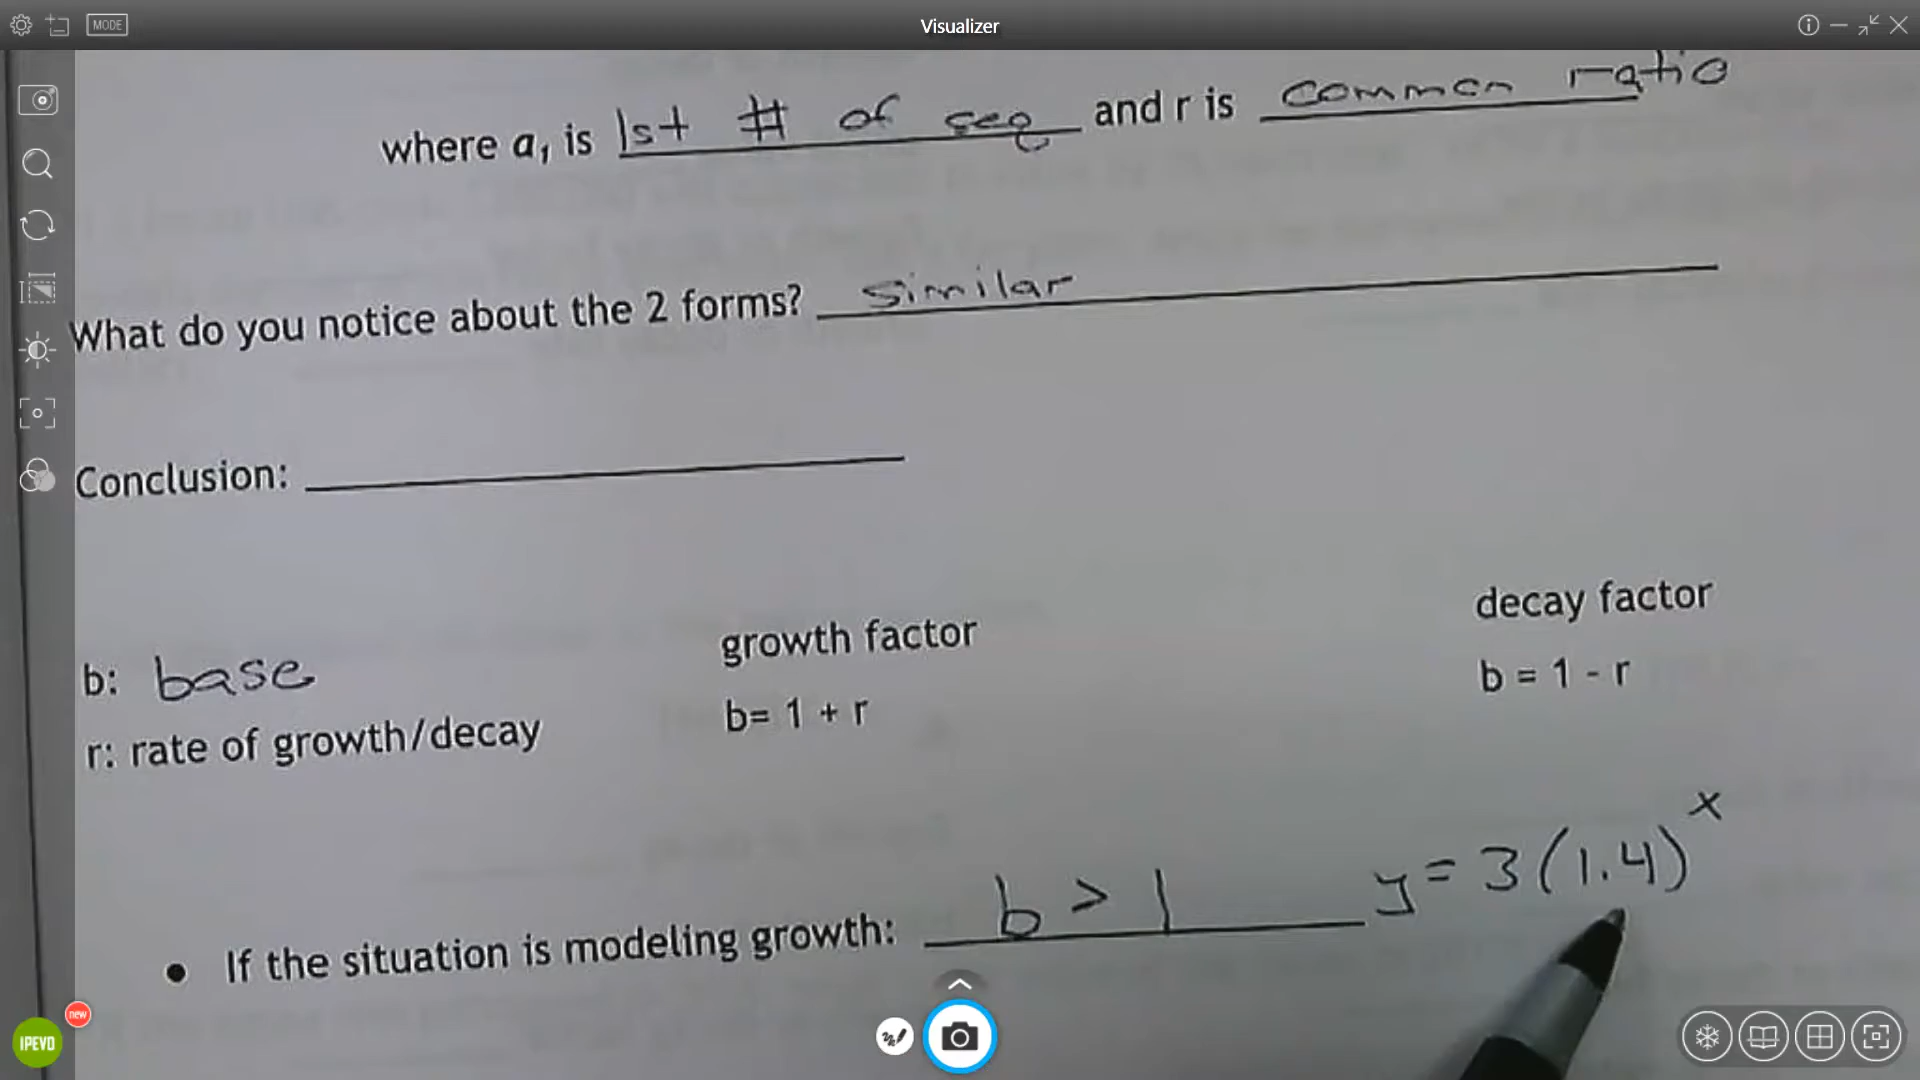 MODE
Visualizer
where a₁ is 1st # of seq and r is common ratio
What do you notice about the 2 forms? similar
Conclusion:
growth factor
decay factor
b: base
b= 1 + r
b = 1 - r
r: rate of growth/decay
• If the situation is modeling growth: b > 1 y = 3(1.4)ˣ
new
IPEVO